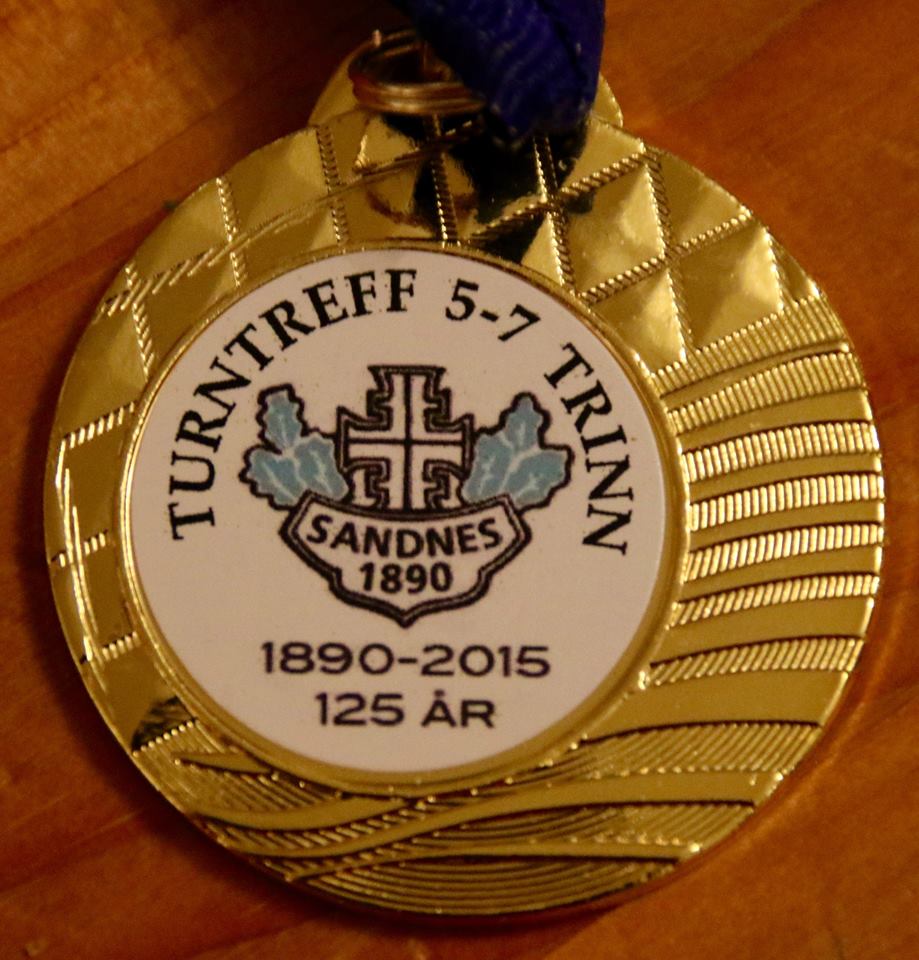 TURNTREFF 5-7 TRINN
SANDNES
1890
1890-2015
125 ÅR